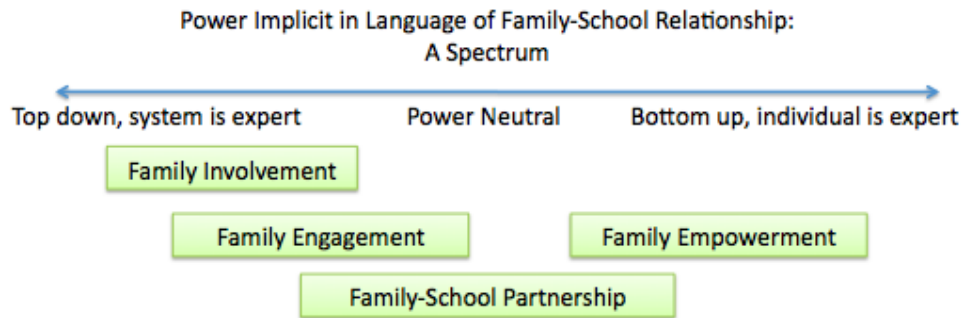 Power Implicit in Language of Family-School Relationship:
A Spectrum
Top down, system is expert
Power Neutral
Bottom up, individual is expert
Family Involvement
Family Engagement
Family Empowerment
Family-School Partnership